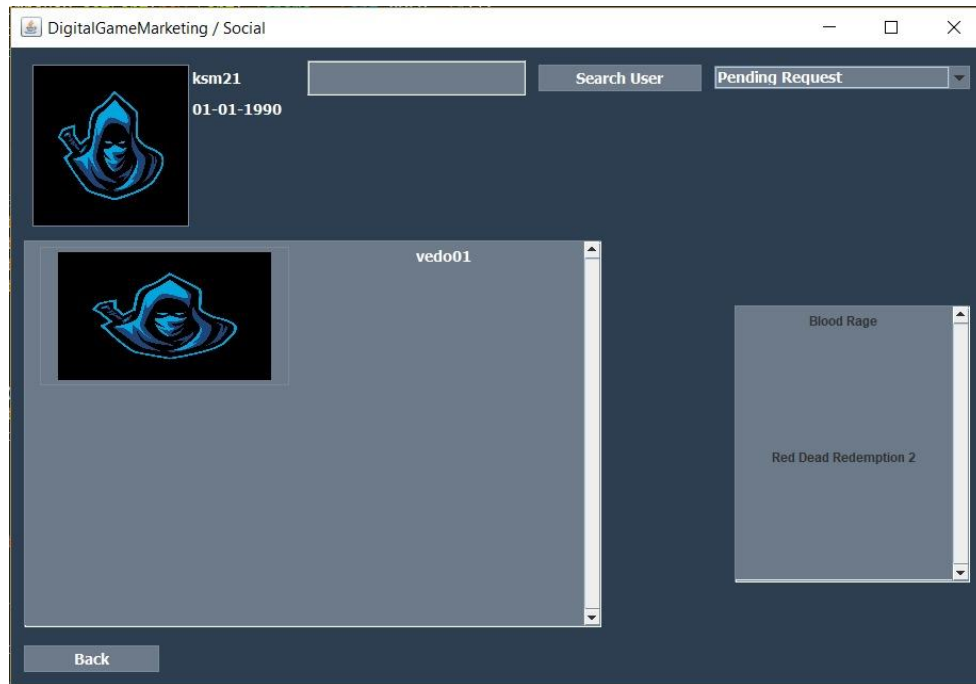 DigitalGameMarketing / Social
ksm21
Search User
Pending Request
01-01-1990
vedo01
Blood Rage
Red Dead Redemption 2
Back